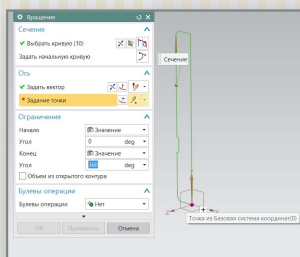 Вращение
Сечение
Выбрать кривую (10)
Задать начальную кривую
Ось
Задать вектор
* Задание точки
Ограничения
Начало
Значение
Угол
0
deg
Конец
Значение
Угол
360
deg
Объем из открытого контура
Булевы операции
Булевы операции
Нет
ОК
Применить
Отмена
Сечение
Точка из Базовая система координат(0)